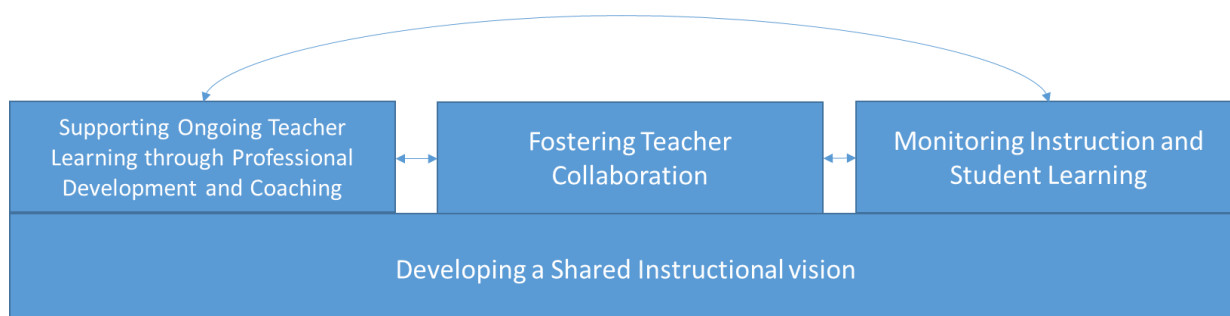 Supporting Ongoing Teacher
Learning through Professional
Development and Coaching
Fostering Teacher
Collaboration
Monitoring Instruction and
Student Learning
Developing a Shared Instructional vision